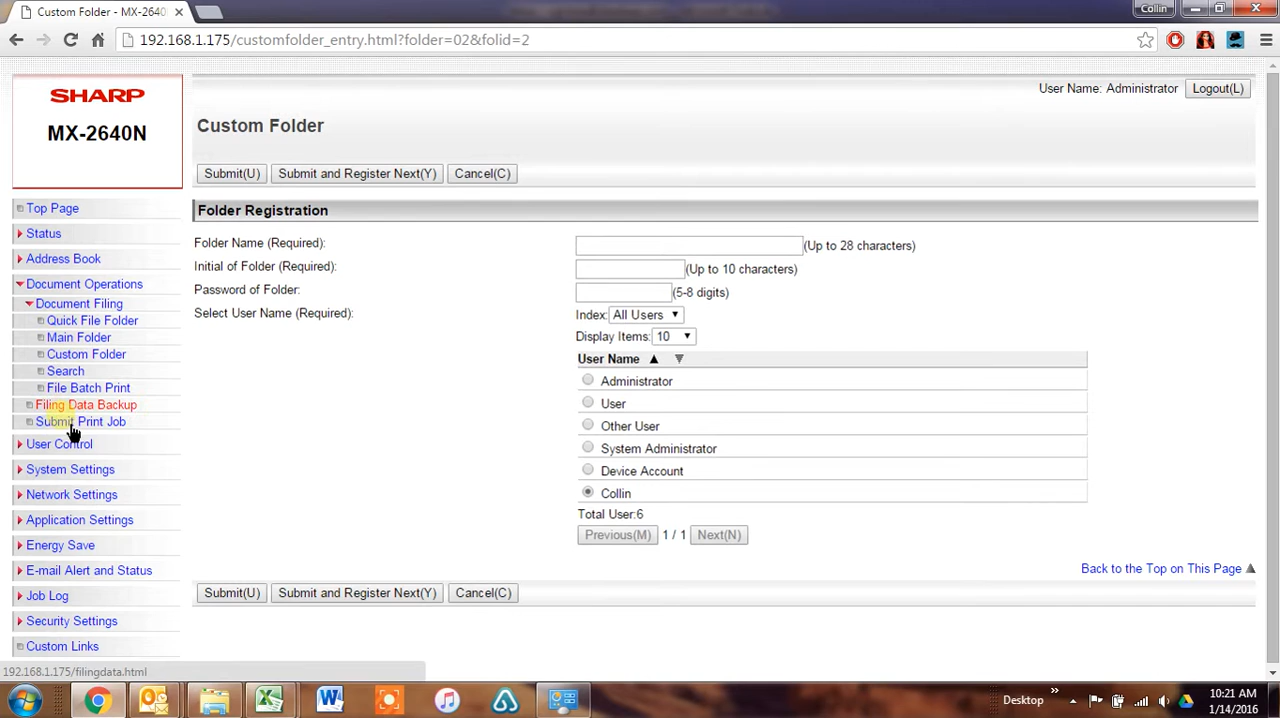 Custom Folder - MX-2640
Collin
192.168.1.175/customfolder_entry.html?folder=02&folid=2
SHARP
MX-2640N
User Name: Administrator
Logout(L)
Custom Folder
Submit(U)
Submit and Register Next(Y)
Cancel(C)
Top Page
Status
Address Book
Document Operations
Document Filing
Quick File Folder
Main Folder
Custom Folder
Search
File Batch Print
Filing Data Backup
Submit Print Job
User Control
System Settings
Network Settings
Application Settings
Energy Save
E-mail Alert and Status
Job Log
Security Settings
Custom Links
Folder Registration
Folder Name (Required):
(Up to 28 characters)
Initial of Folder (Required):
(Up to 10 characters)
Password of Folder:
(5-8 digits)
Select User Name (Required):
Index: All Users
Display Items: 10
User Name
Administrator
User
Other User
System Administrator
Device Account
Collin
Total User:6
Previous(M) 1 / 1 Next(N)
Back to the Top on This Page
Submit(U)
Submit and Register Next(Y)
Cancel(C)
192.168.1.175/filingdata.html
Desktop
10:21 AM
1/14/2016